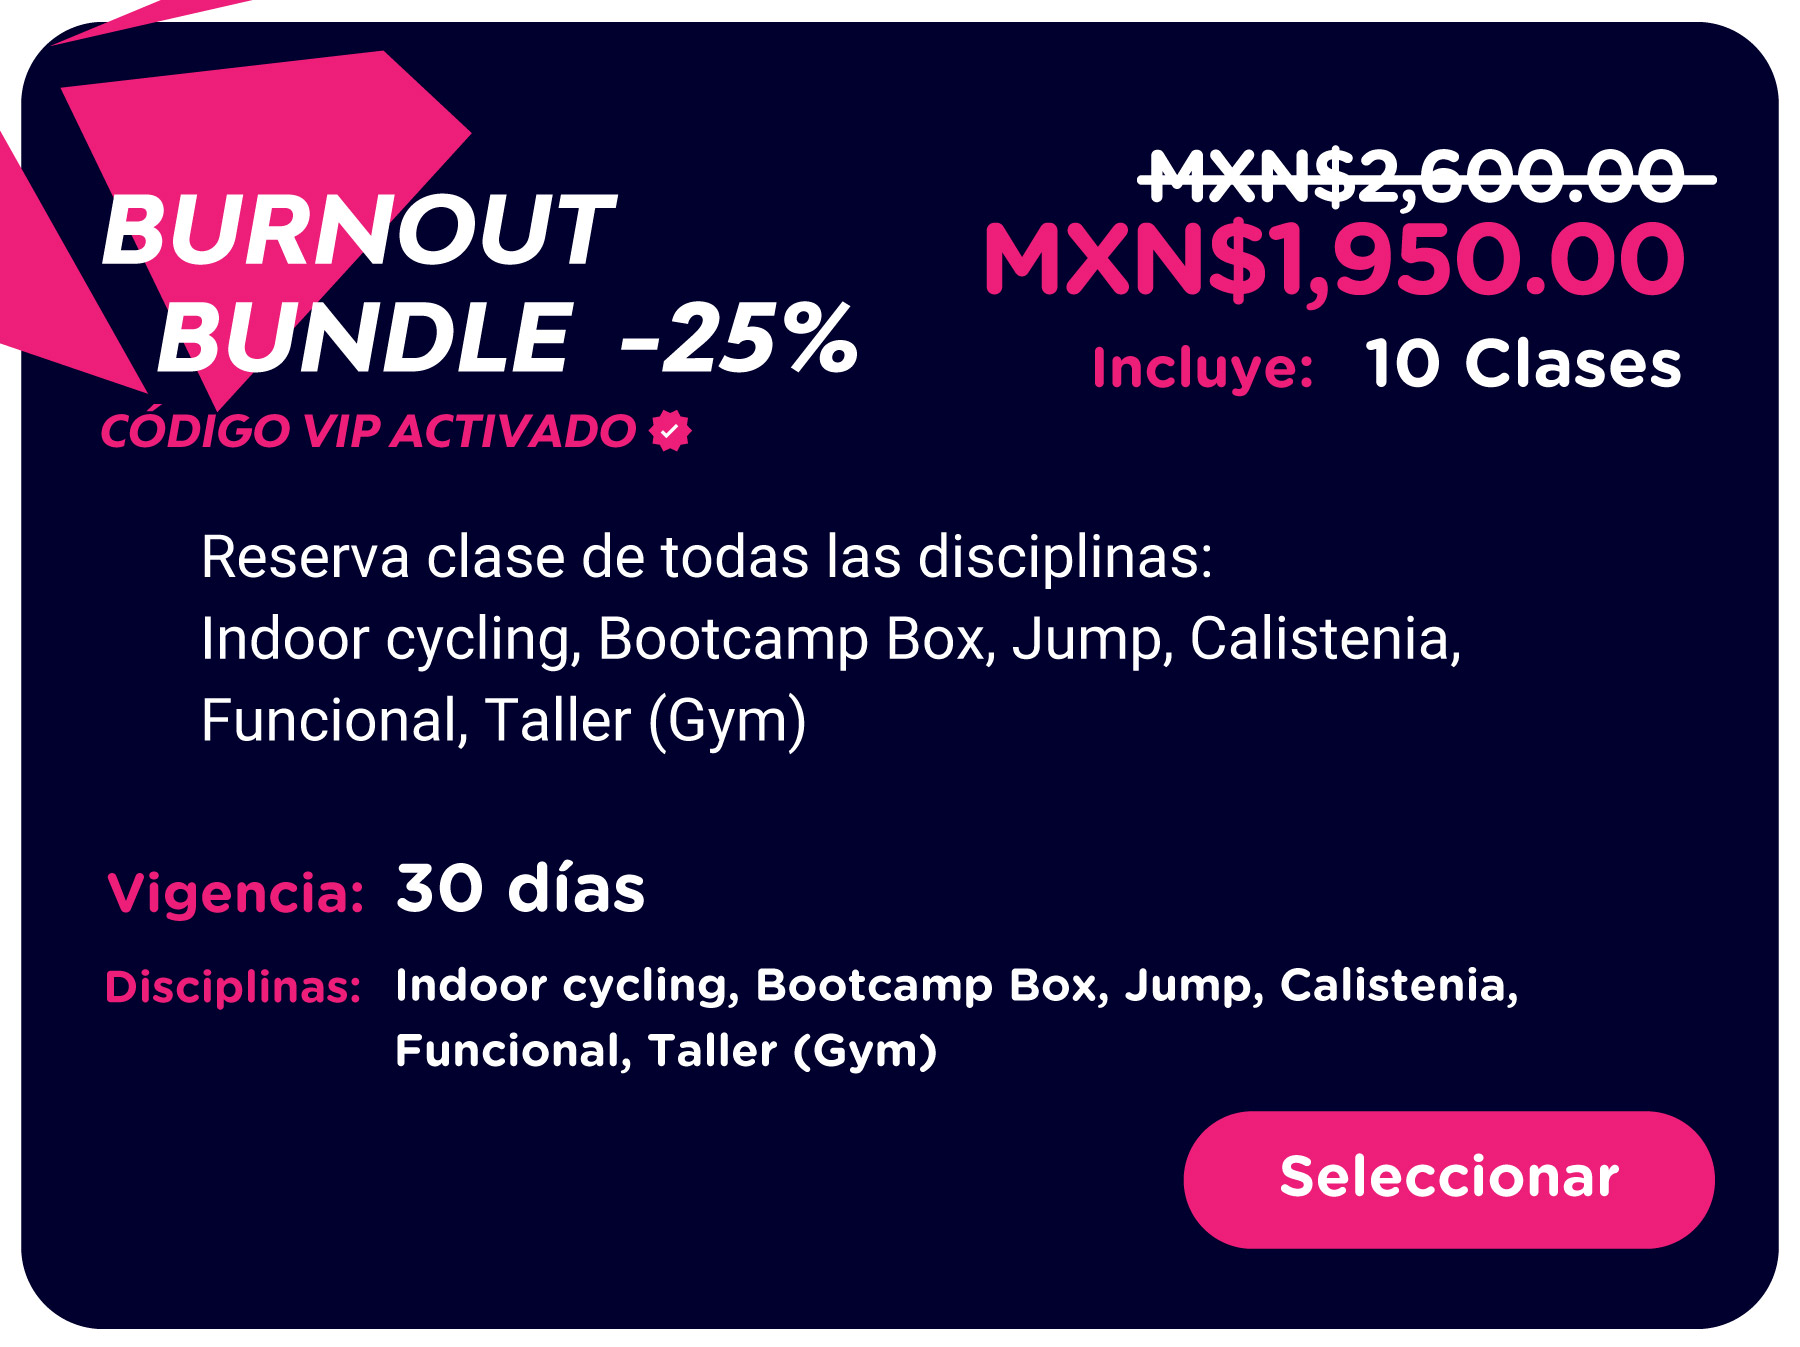 BURNOUT
BUNDLE -25%
CÓDIGO VIP ACTIVADO
MXN$2,600.00
MXN$1,950.00
Incluye: 10 Clases
Reserva clase de todas las disciplinas:
Indoor cycling, Bootcamp Box, Jump, Calistenia,
Funcional, Taller (Gym)
Vigencia: 30 días
Disciplinas: Indoor cycling, Bootcamp Box, Jump, Calistenia,
Funcional, Taller (Gym)
Seleccionar